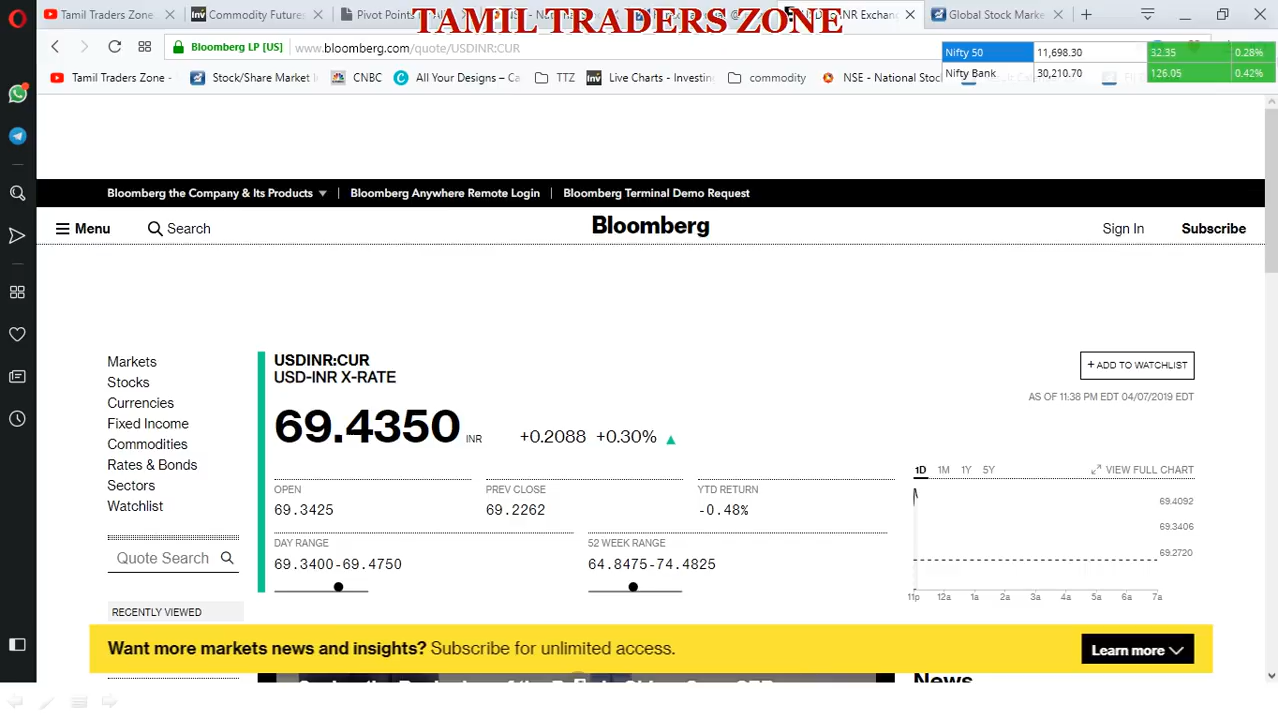 Tamil Traders Zone
Commodity Futures
Pivot Points
TAMIL TRADERS ZONE
INR Exchan
Global Stock Marke
Bloomberg LP [US]
www.bloomberg.com/quote/USDINR:CUR
Nifty 50 11,698.30 32.35 0.28%
Nifty Bank 30,210.70 126.05 0.42%
Tamil Traders Zone -
Stock/Share Market I
CNBC
All Your Designs – Ca
TTZ
Live Charts - Investin
commodity
NSE - National Stoc
Bloomberg the Company & Its Products
Bloomberg Anywhere Remote Login
Bloomberg Terminal Demo Request
Menu
Search
Bloomberg
Sign In
Subscribe
Markets
Stocks
Currencies
Fixed Income
Commodities
Rates & Bonds
Sectors
Watchlist
Quote Search
RECENTLY VIEWED
USDINR:CUR
USD-INR X-RATE
69.4350 INR +0.2088 +0.30%
+ ADD TO WATCHLIST
AS OF 11:38 PM EDT 04/07/2019 EDT
OPEN
69.3425
PREV CLOSE
69.2262
YTD RETURN
-0.48%
DAY RANGE
69.3400-69.4750
52 WEEK RANGE
64.8475-74.4825
1D 1M 1Y 5Y
VIEW FULL CHART
69.4092
69.3406
69.2720
11p 12a 1a 2a 3a 4a 5a 6a 7a
Want more markets news and insights? Subscribe for unlimited access.
Learn more
News